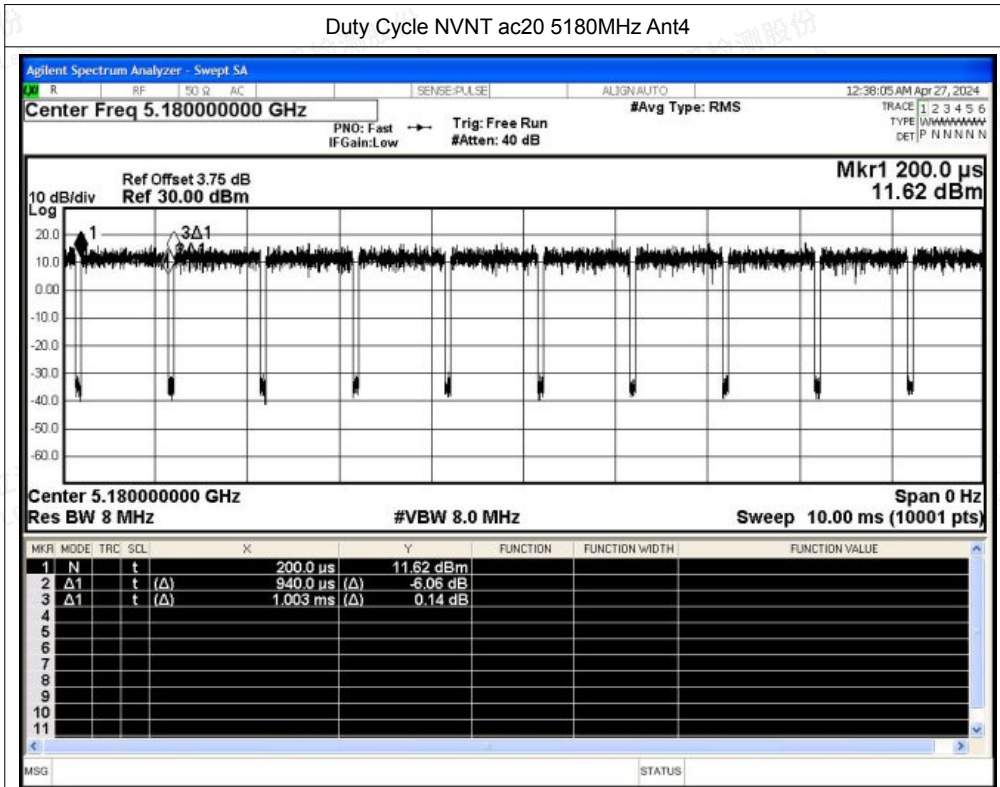 Duty Cycle NVNT ac20 5180MHz Ant4
Agilent Spectrum Analyzer - Swept SA
R RF 50 Ω AC SENSE:PULSE ALIGNAUTO 12:38:05 AM Apr 27, 2024
Center Freq 5.180000000 GHz #Avg Type: RMS TRACE 1 2 3 4 5 6
PNO: Fast Trig: Free Run TYPE
IFGain:Low #Atten: 40 dB DET P N N N N N
Mkr1 200.0 µs
Ref Offset 3.75 dB
10 dB/div Ref 30.00 dBm 11.62 dBm
Log
20.0
1 3Δ1
10.0
0.00
-10.0
-20.0
-30.0
-40.0
-50.0
-60.0
Center 5.180000000 GHz Span 0 Hz
Res BW 8 MHz #VBW 8.0 MHz Sweep 10.00 ms (10001 pts)
MKR MODE TRC SCL X Y FUNCTION FUNCTION WIDTH FUNCTION VALUE
1 N t 200.0 µs 11.62 dBm
2 Δ1 t (Δ) 940.0 µs (Δ) -6.06 dB
3 Δ1 t (Δ) 1.003 ms (Δ) 0.14 dB
4
5
6
7
8
9
10
11
MSG STATUS